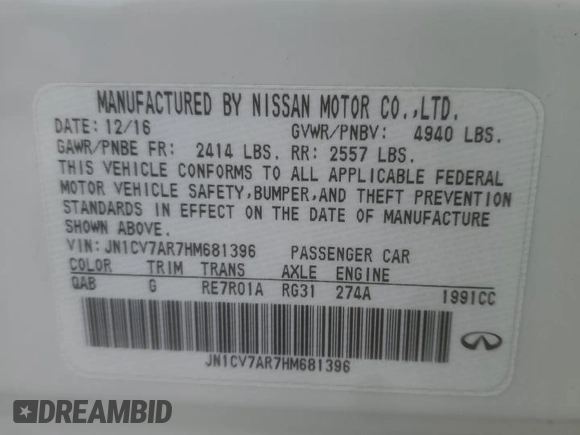 MANUFACTURED BY NISSAN MOTOR CO.,LTD.
DATE: 12/16 GVWR/PNBV: 4940 LBS.
GAWR/PNBE FR: 2414 LBS. RR: 2557 LBS.
THIS VEHICLE CONFORMS TO ALL APPLICABLE FEDERAL
MOTOR VEHICLE SAFETY,BUMPER,AND THEFT PREVENTION
STANDARDS IN EFFECT ON THE DATE OF MANUFACTURE
SHOWN ABOVE.
VIN: JN1CV7AR7HM681396 PASSENGER CAR
COLOR TRIM TRANS AXLE ENGINE
QAB G RE7R01A RG31 274A 1991CC
JN1CV7AR7HM681396
DREAMBID